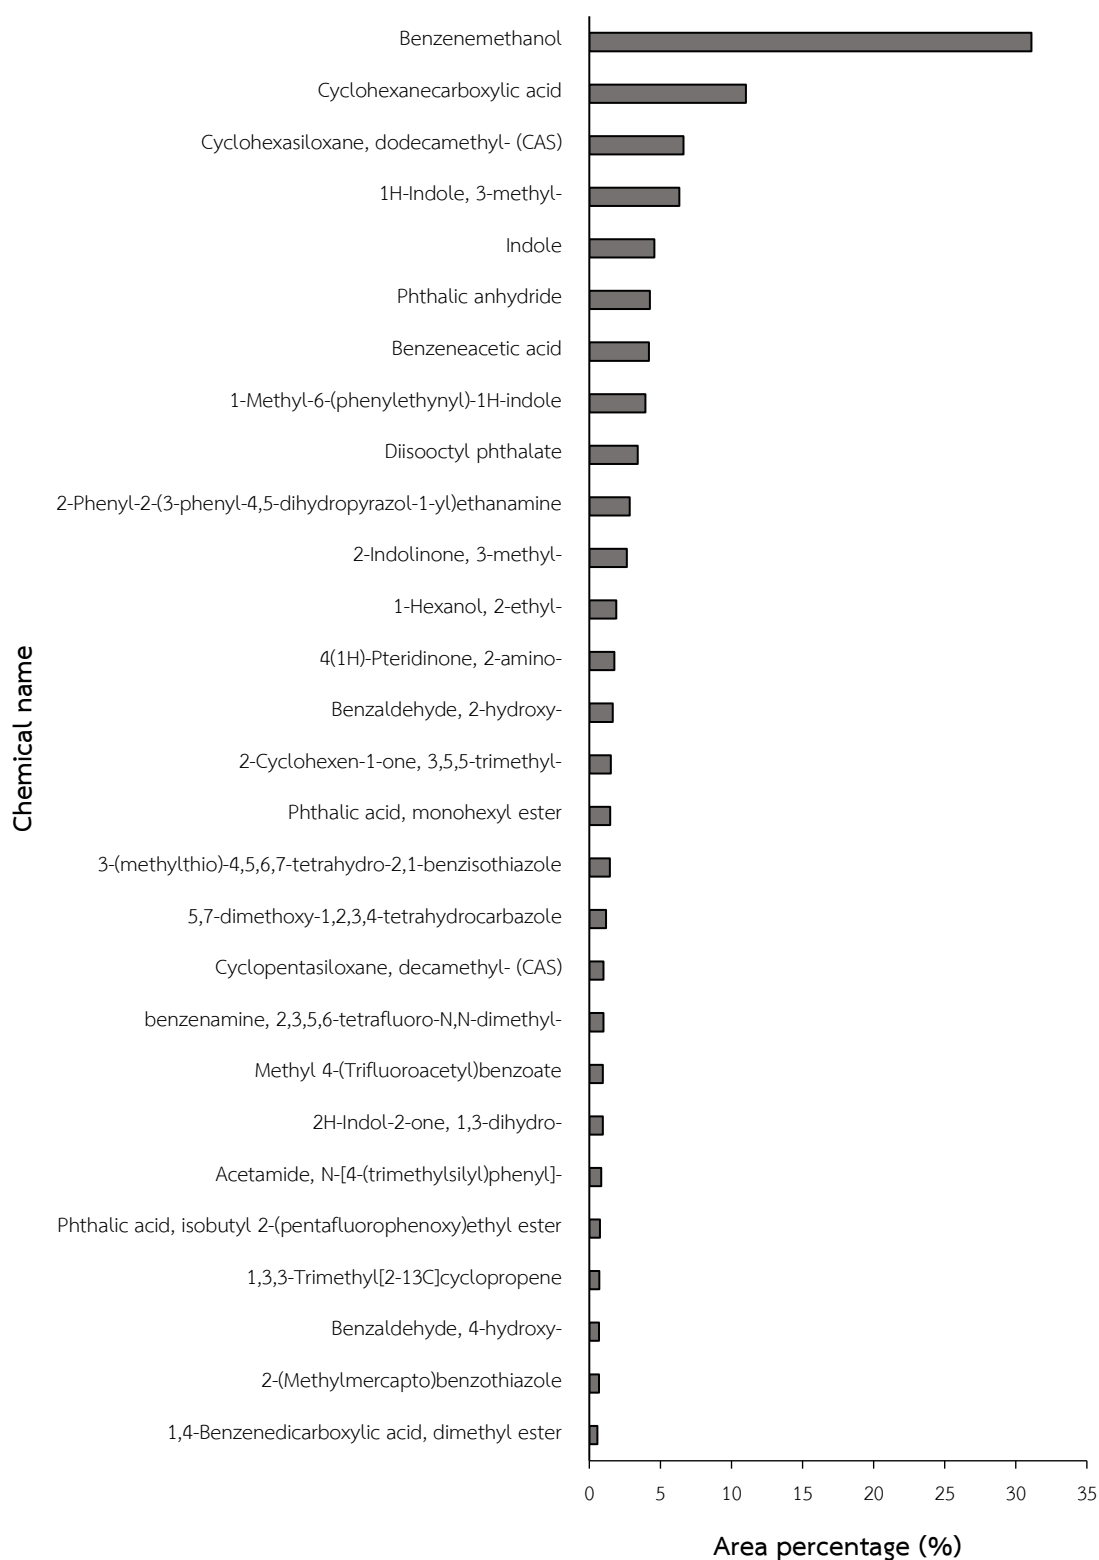 Benzenemethanol
Cyclohexanecarboxylic acid
Cyclohexasiloxane, dodecamethyl- (CAS)
1H-Indole, 3-methyl-
Indole
Phthalic anhydride
Benzeneacetic acid
1-Methyl-6-(phenylethynyl)-1H-indole
Diisooctyl phthalate
2-Phenyl-2-(3-phenyl-4,5-dihydropyrazol-1-yl)ethanamine
2-Indolinone, 3-methyl-
1-Hexanol, 2-ethyl-
4(1H)-Pteridinone, 2-amino-
Benzaldehyde, 2-hydroxy-
2-Cyclohexen-1-one, 3,5,5-trimethyl-
Phthalic acid, monohexyl ester
3-(methylthio)-4,5,6,7-tetrahydro-2,1-benzisothiazole
5,7-dimethoxy-1,2,3,4-tetrahydrocarbazole
Cyclopentasiloxane, decamethyl- (CAS)
benzenamine, 2,3,5,6-tetrafluoro-N,N-dimethyl-
Methyl 4-(Trifluoroacetyl)benzoate
2H-Indol-2-one, 1,3-dihydro-
Acetamide, N-[4-(trimethylsilyl)phenyl]-
Phthalic acid, isobutyl 2-(pentafluorophenoxy)ethyl ester
1,3,3-Trimethyl[2-13C]cyclopropene
Benzaldehyde, 4-hydroxy-
2-(Methylmercapto)benzothiazole
1,4-Benzenedicarboxylic acid, dimethyl ester
Chemical name
0 5 10 15 20 25 30 35
Area percentage (%)